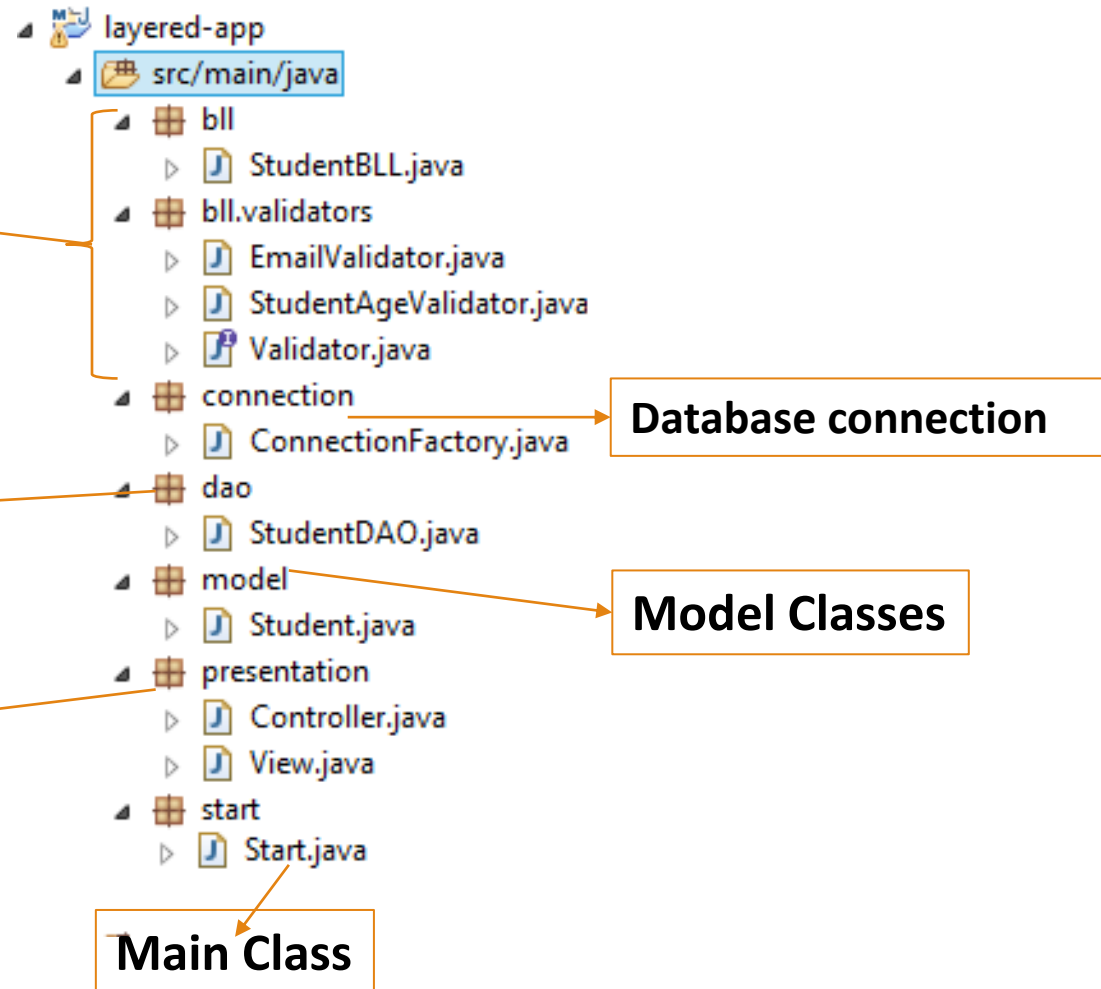 layered-app
src/main/java
bll
StudentBLL.java
bll.validators
EmailValidator.java
StudentAgeValidator.java
Validator.java
connection
Database connection
ConnectionFactory.java
dao
StudentDAO.java
model
Model Classes
Student.java
presentation
Controller.java
View.java
start
Start.java
Main Class